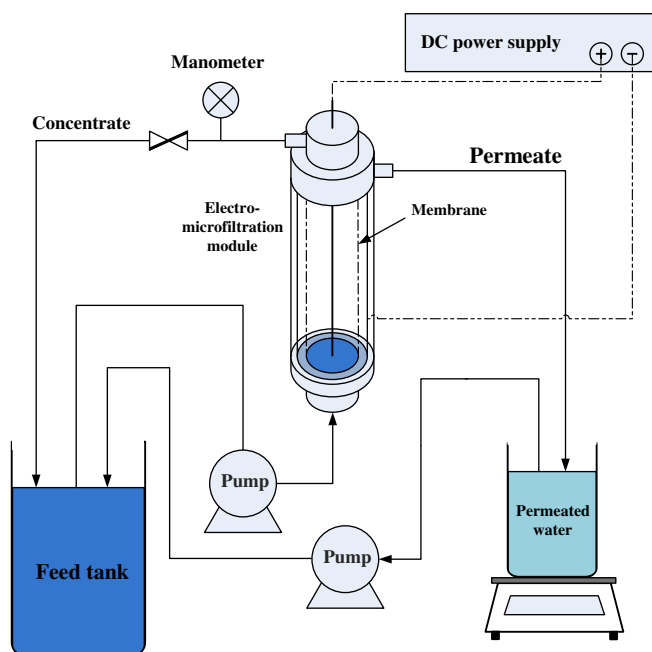 DC power supply
+ −
Manometer
Concentrate
Permeate
Electro-
microfiltration
module
Membrane
Pump
Permeated
water
Pump
Feed tank